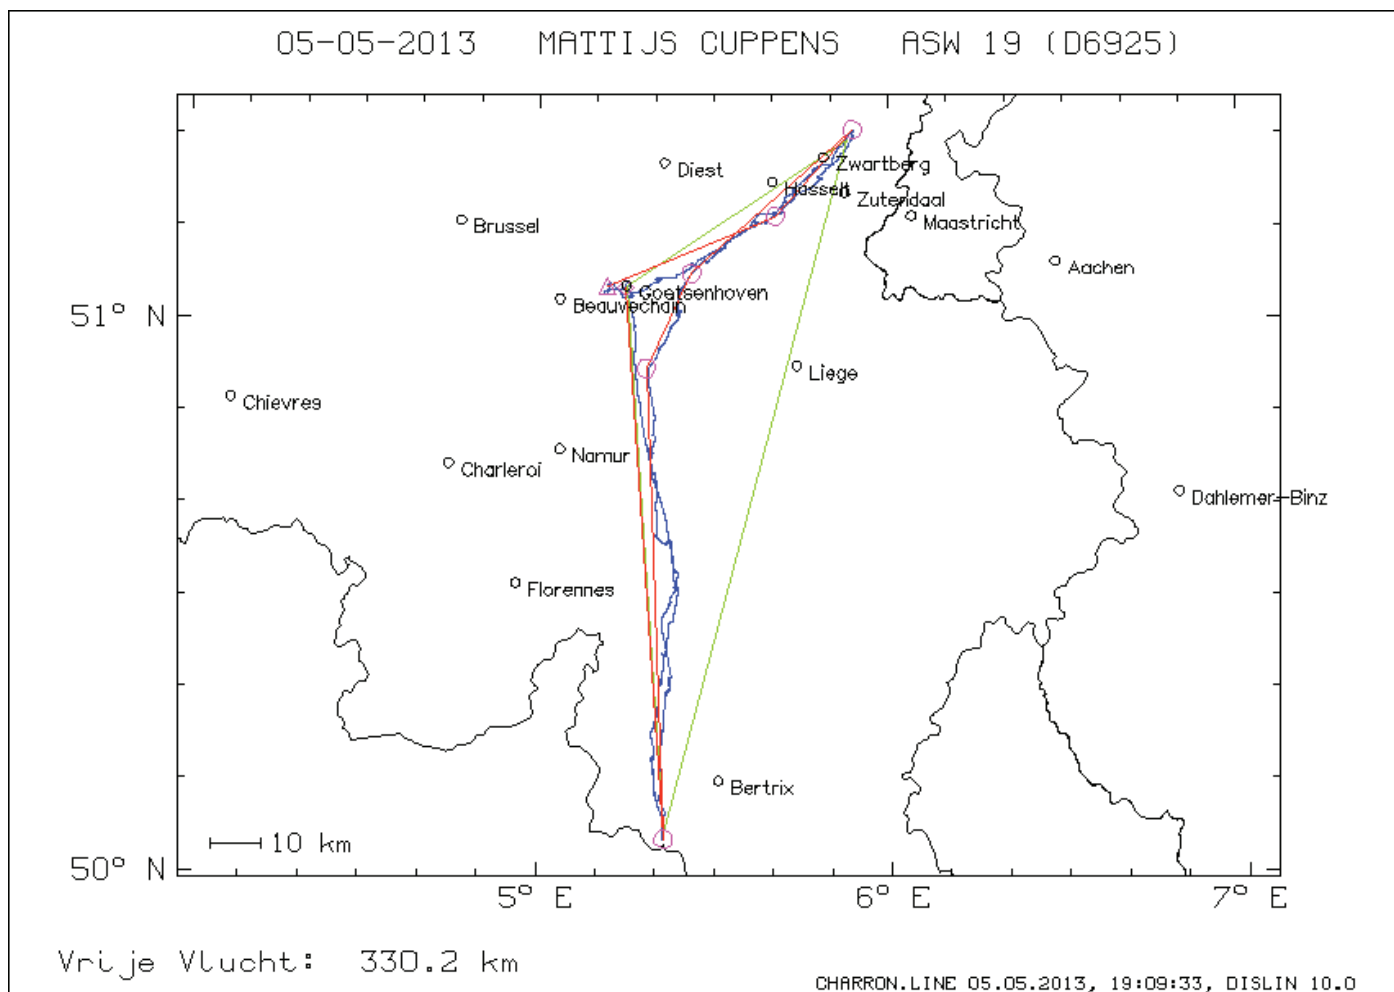 05-05-2013 MATTIJS CUPPENS ASW 19 (D6925)
Zwartberg
Diest
Hasselt
Zutendaal
Maastricht
Brussel
Aachen
Goetsenhoven
Beauvechain
51° N
Liege
Chievres
Namur
Charleroi
Dahlemer-Binz
Florennes
Bertrix
10 km
50° N
5° E 6° E 7° E
Vrije Vlucht: 330.2 km
CHARRON.LINE 05.05.2013, 19:09:33, DISLIN 10.0